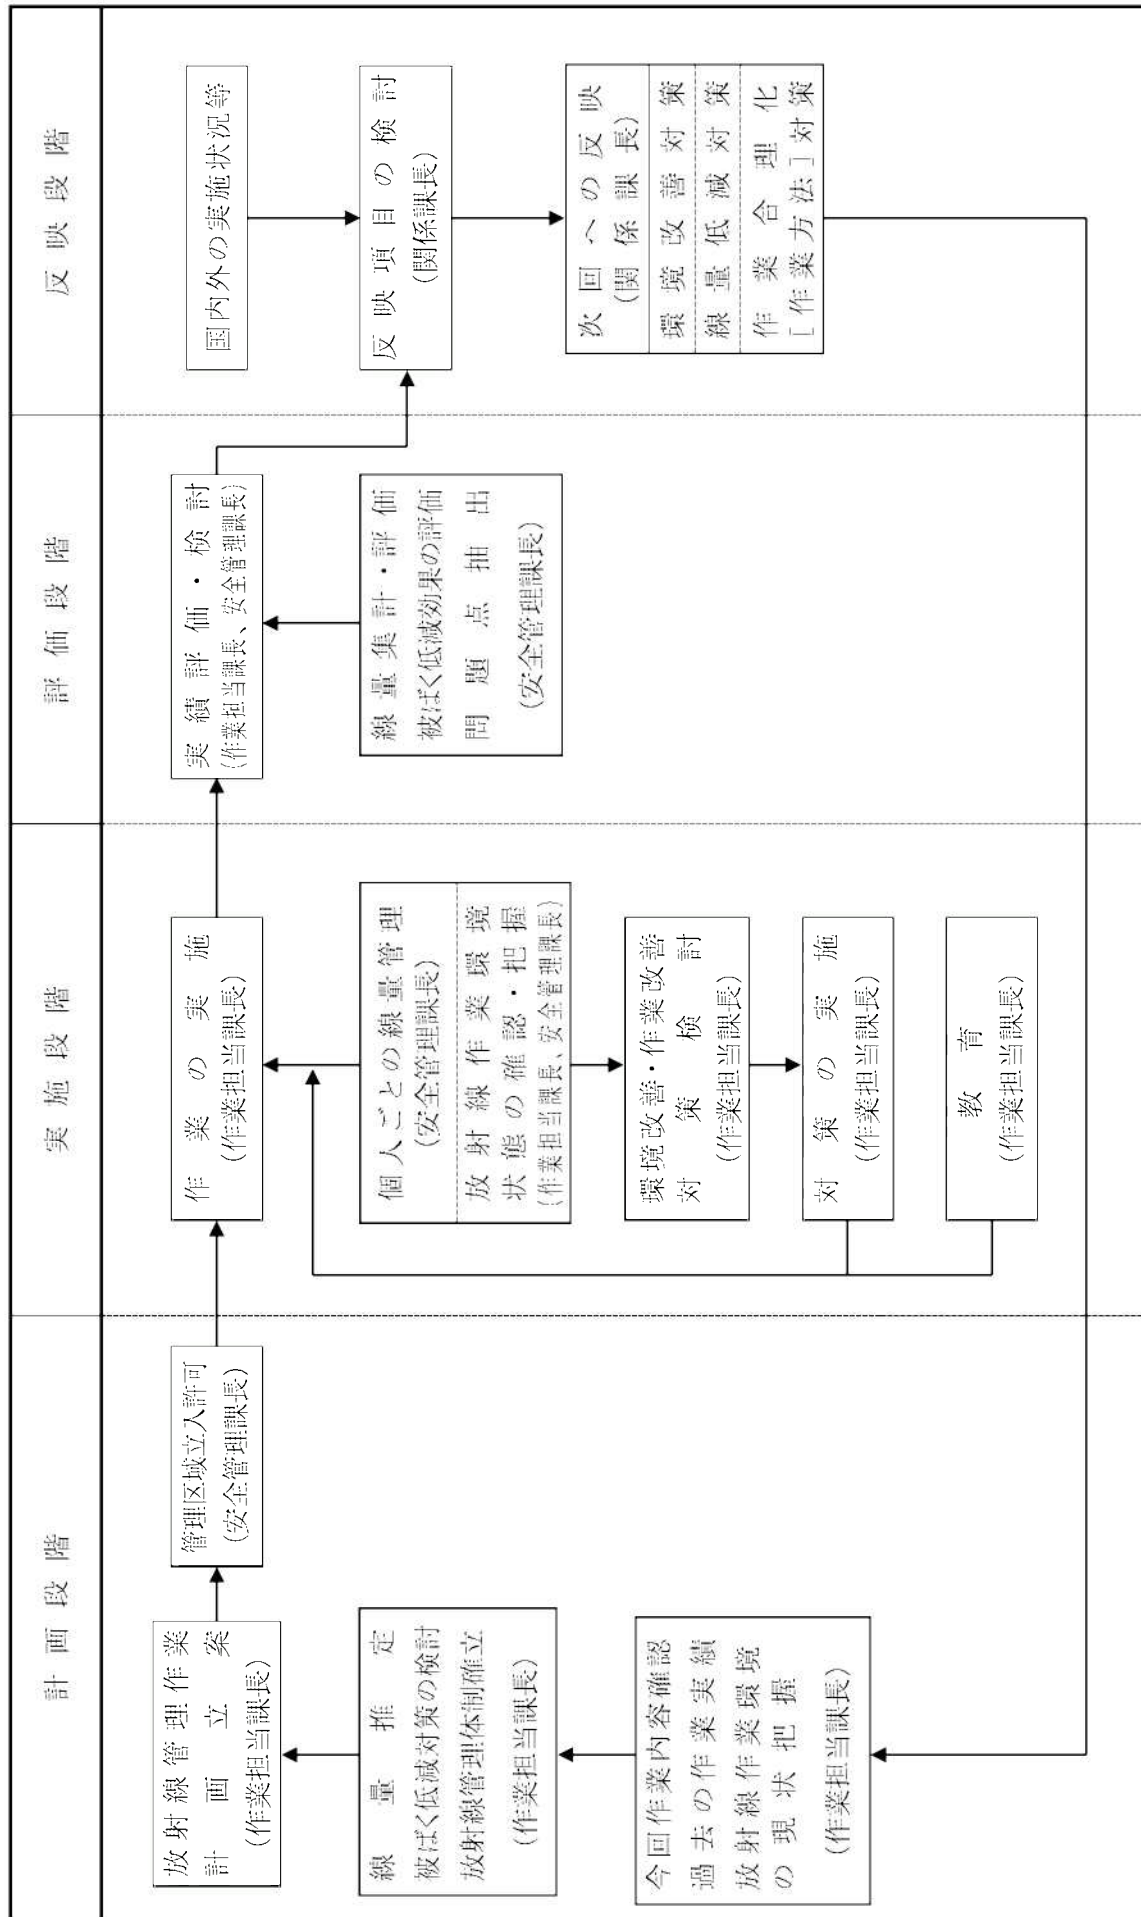 計画段階
実施段階
評価段階
反映段階
放射線管理作業
計画立案
(作業担当課長)
管理区域立入許可
(安全管理課長)
線量推定
被ばく低減対策の検討
放射線管理体制確立
(作業担当課長)
今回作業内容確認
過去の作業実績
放射線作業環境
の現状把握
(作業担当課長)
作業の実施
(作業担当課長)
個人ごとの線量管理
(安全管理課長)
放射線作業環境
状態の確認・把握
(作業担当課長、安全管理課長)
環境改善・作業改善
対策検討
(作業担当課長)
対策の実施
(作業担当課長)
教育
(作業担当課長)
実績評価・検討
(作業担当課長、安全管理課長)
線量集計・評価
被ばく低減効果の評価
問題点抽出
(安全管理課長)
国内外の実施状況等
反映項目の検討
(関係課長)
次回への反映
(関係課長)
環境改善対策
線量低減対策
作業合理化
[作業方法]対策